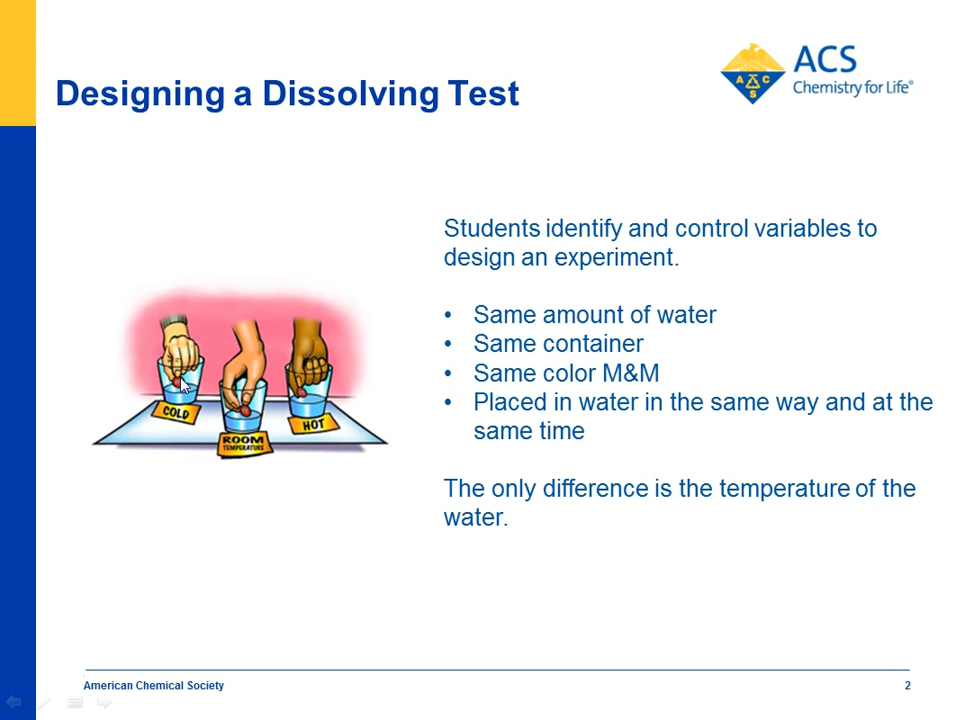 ACS
Chemistry for Life®
A C S
Designing a Dissolving Test
Students identify and control variables to
design an experiment.
• Same amount of water
• Same container
• Same color M&M
• Placed in water in the same way and at the
same time
The only difference is the temperature of the
water.
COLD
ROOM
TEMPERATURE
HOT
American Chemical Society
2